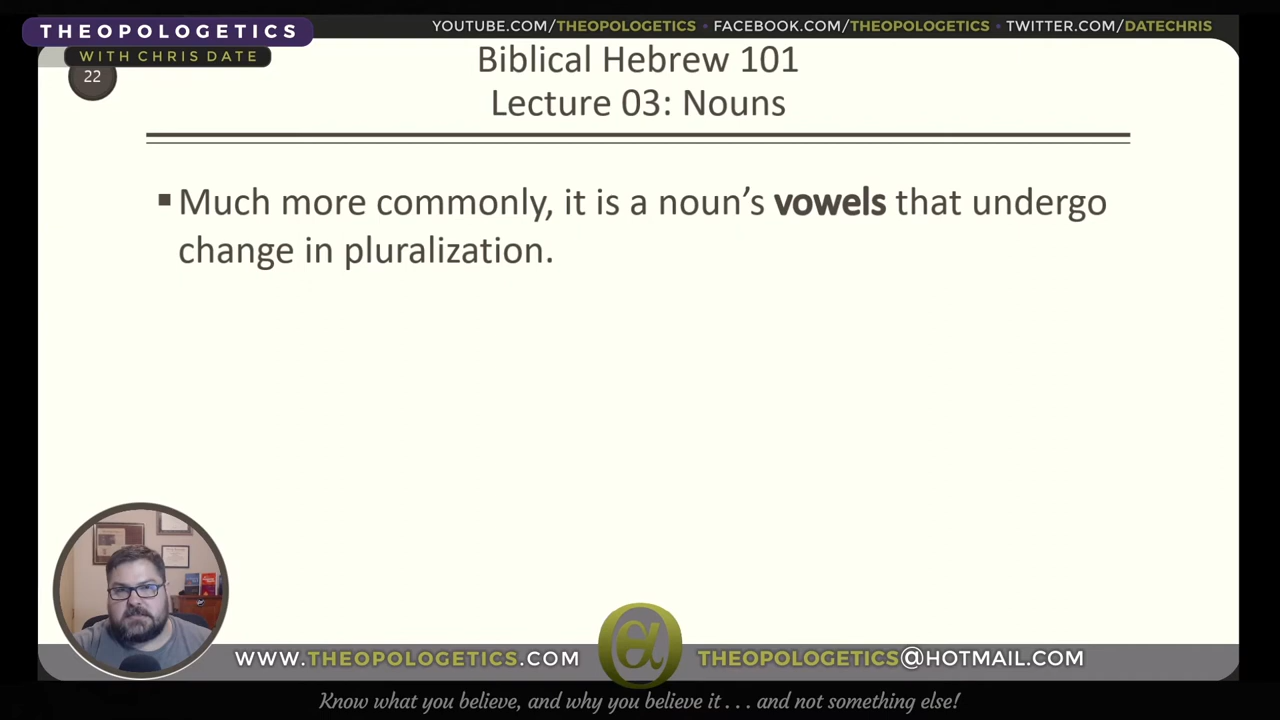 THEOPOLOGETICS
WITH CHRIS DATE
YOUTUBE.COM/THEOPOLOGETICS • FACEBOOK.COM/THEOPOLOGETICS • TWITTER.COM/DATECHRIS
22
Biblical Hebrew 101
Lecture 03: Nouns
▪ Much more commonly, it is a noun’s vowels that undergo
change in pluralization.
WWW.THEOPOLOGETICS.COM
THEOPOLOGETICS@HOTMAIL.COM
Know what you believe, and why you believe it . . . and not something else!